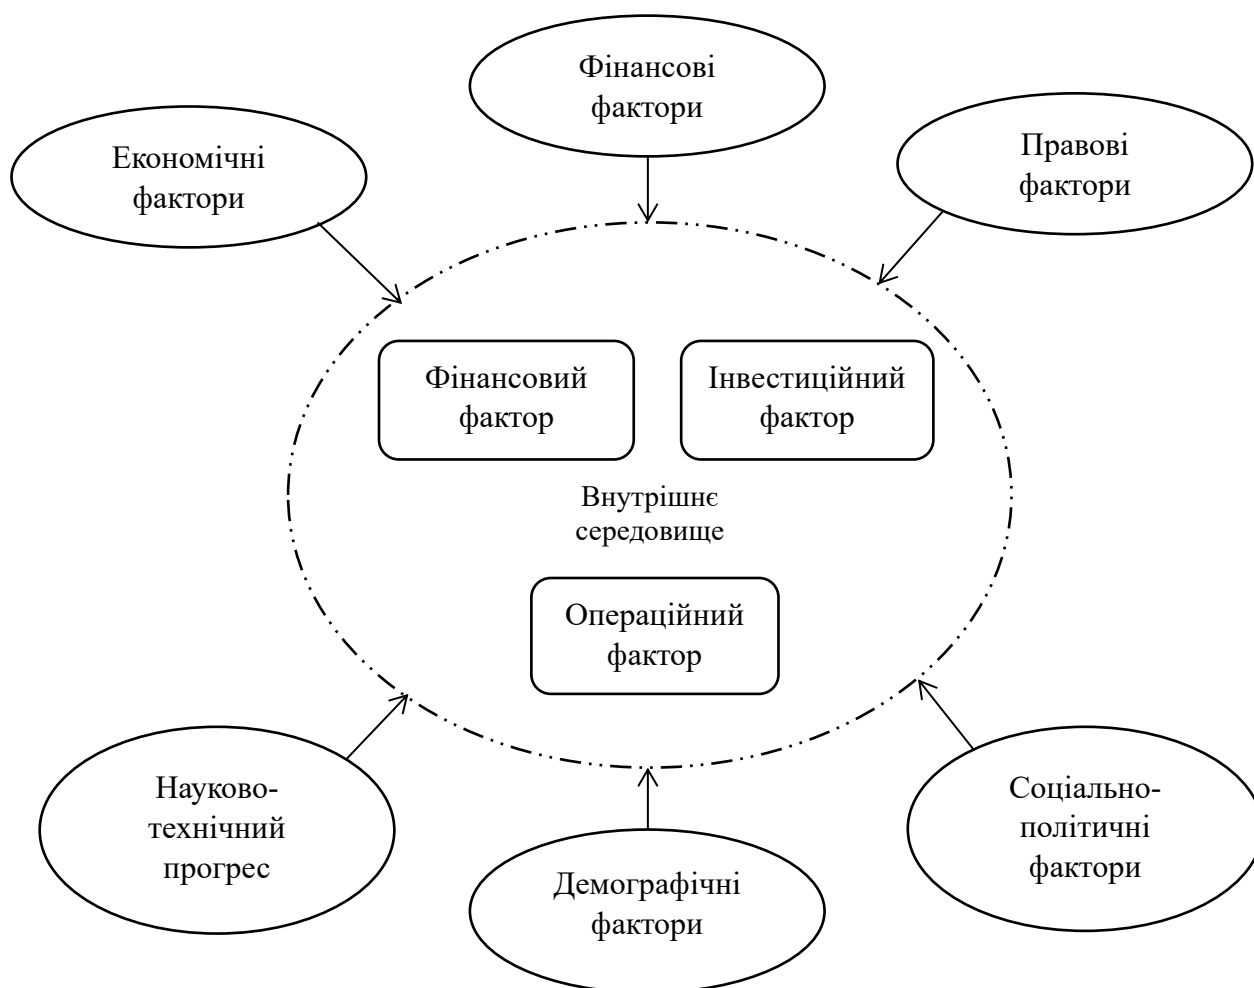 Фінансові
фактори
Економічні
фактори
Правові
фактори
Фінансовий
фактор
Інвестиційний
фактор
Внутрішнє
середовище
Операційний
фактор
Науково-
технічний
прогрес
Демографічні
фактори
Соціально-
політичні
фактори